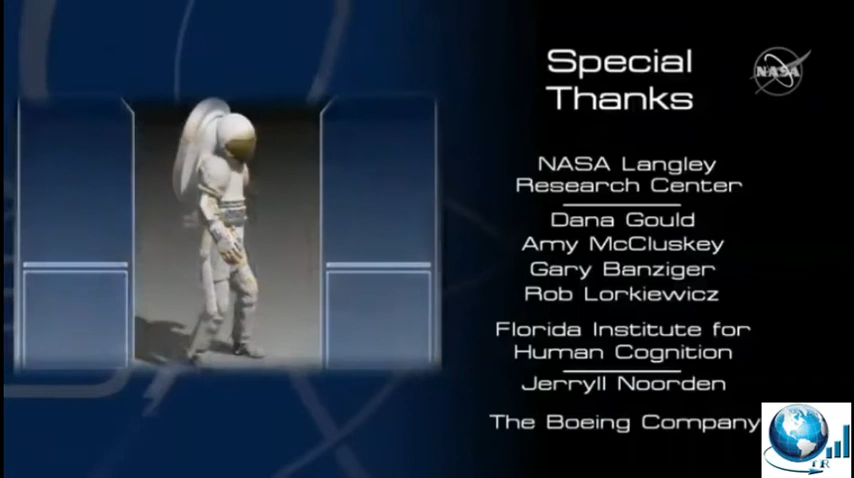 Special
Thanks
NASA
NASA Langley
Research Center
Dana Gould
Amy McCluskey
Gary Banziger
Rob Lorkiewicz
Florida Institute for
Human Cognition
Jerryll Noorden
The Boeing Company